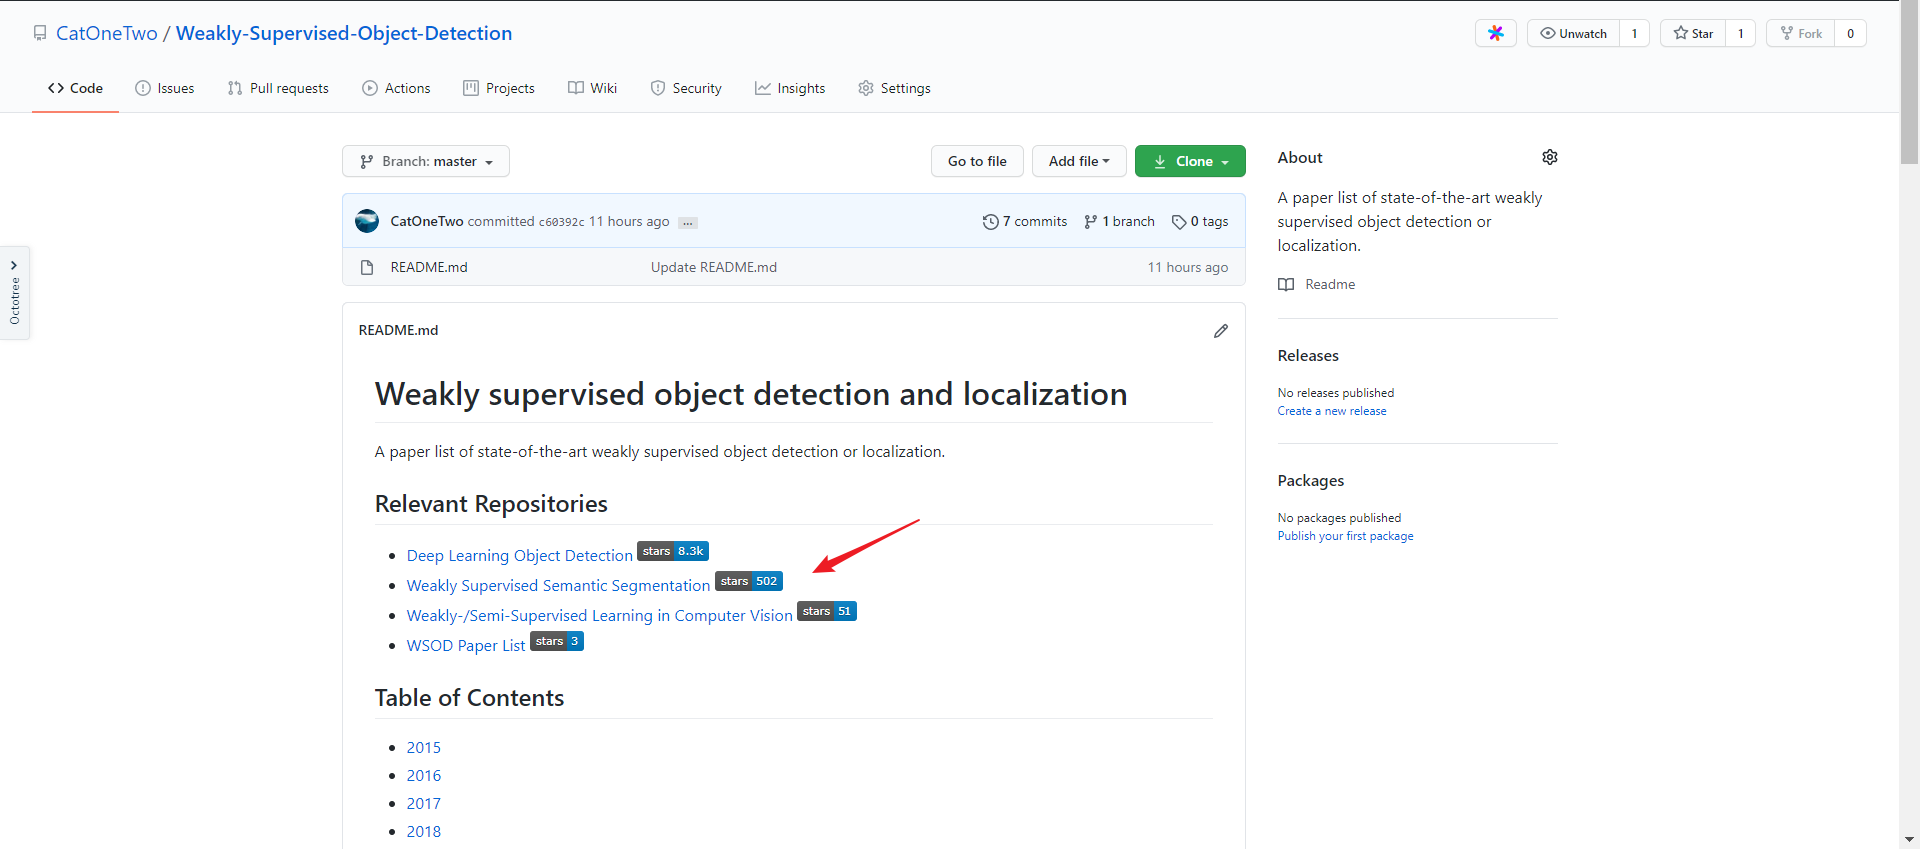 CatOneTwo / Weakly-Supervised-Object-Detection
Unwatch 1 Star 1 Fork 0
Code Issues Pull requests Actions Projects Wiki Security Insights Settings
Branch: master Go to file Add file Clone
CatOneTwo committed c60392c 11 hours ago ... 7 commits 1 branch 0 tags
README.md Update README.md 11 hours ago
Octotree
README.md
Weakly supervised object detection and localization
A paper list of state-of-the-art weakly supervised object detection or localization.
Relevant Repositories
Deep Learning Object Detection stars 8.3k
Weakly Supervised Semantic Segmentation stars 502
Weakly-/Semi-Supervised Learning in Computer Vision stars 51
WSOD Paper List stars 3
Table of Contents
2015
2016
2017
2018
About
A paper list of state-of-the-art weakly
supervised object detection or
localization.
Readme
Releases
No releases published
Create a new release
Packages
No packages published
Publish your first package